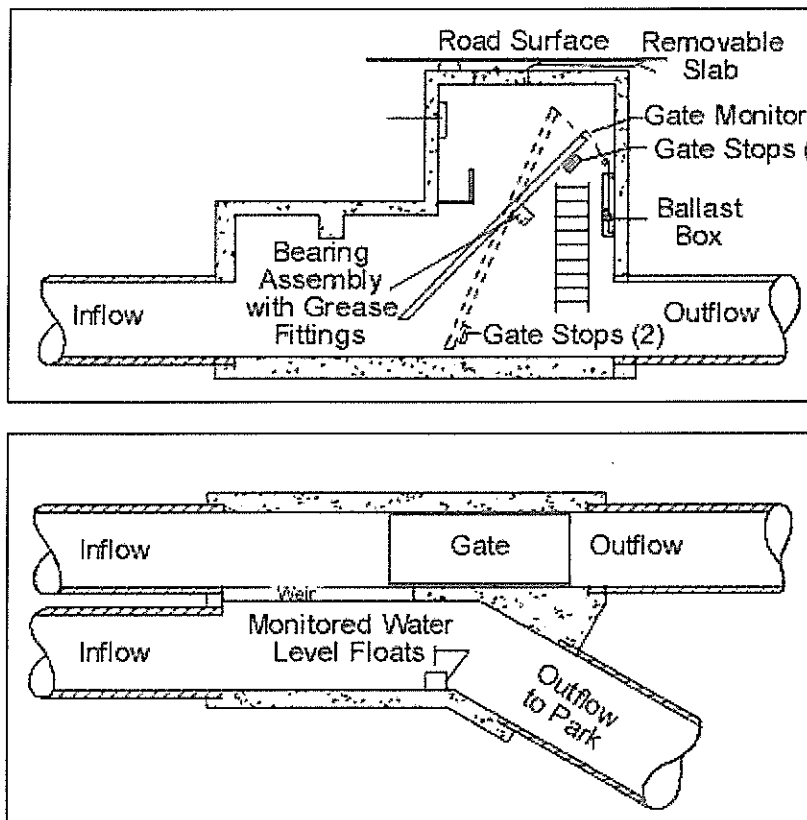 Road Surface
Removable
Slab
Gate Monitor
Gate Stops (
Ballast
Box
Bearing
Assembly
with Grease
Fittings
Inflow
Gate Stops (2)
Outflow
Inflow
Gate
Outflow
Weir
Monitored Water
Level Floats
Inflow
Outflow
to Park